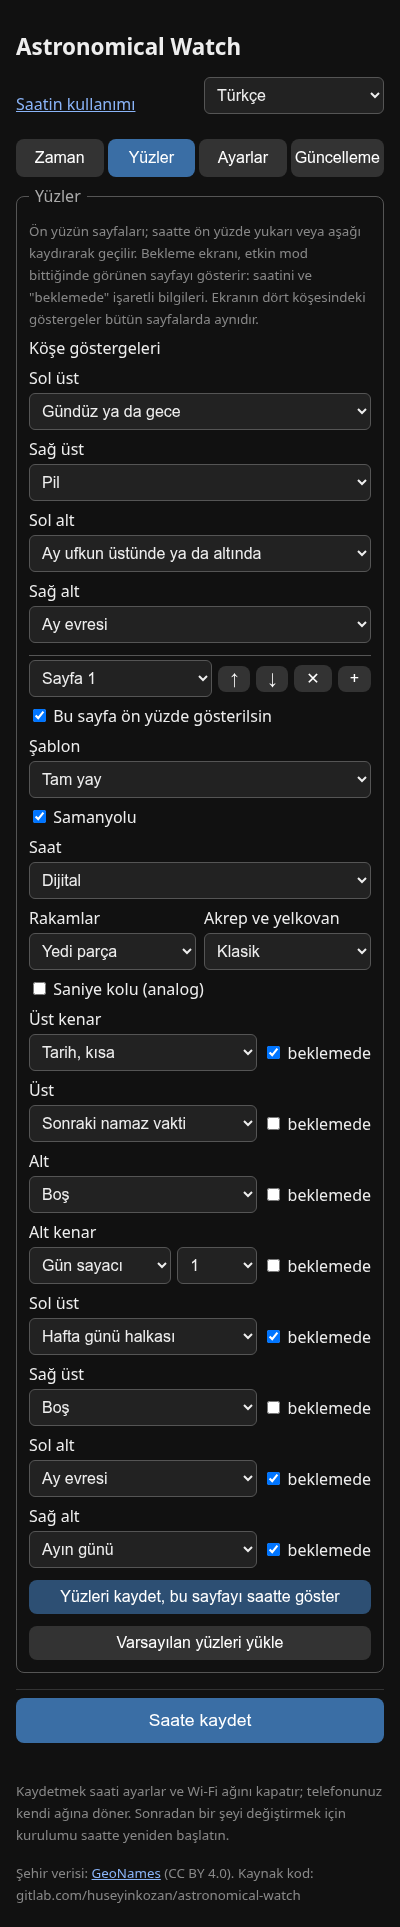 Astronomical Watch
Saatin kullanımı
Türkçe
Zaman
Yüzler
Ayarlar
Güncelleme
Yüzler
Ön yüzün sayfaları; saatte ön yüzde yukarı veya aşağı
kaydırarak geçilir. Bekleme ekranı, etkin mod
bittiğinde görünen sayfayı gösterir: saatini ve
"beklemede" işaretli bilgileri. Ekranın dört köşesindeki
göstergeler bütün sayfalarda aynıdır.
Köşe göstergeleri
Sol üst
Gündüz ya da gece
Sağ üst
Pil
Sol alt
Ay ufkun üstünde ya da altında
Sağ alt
Ay evresi
Sayfa 1 ↑ ↓ ✕ +
Bu sayfa ön yüzde gösterilsin
Şablon
Tam yay
Samanyolu
Saat
Dijital
Rakamlar Akrep ve yelkovan
Yedi parça Klasik
Saniye kolu (analog)
Üst kenar
Tarih, kısa beklemede
Üst
Sonraki namaz vakti beklemede
Alt
Boş beklemede
Alt kenar
Gün sayacı 1 beklemede
Sol üst
Hafta günü halkası beklemede
Sağ üst
Boş beklemede
Sol alt
Ay evresi beklemede
Sağ alt
Ayın günü beklemede
Yüzleri kaydet, bu sayfayı saatte göster
Varsayılan yüzleri yükle
Saate kaydet
Kaydetmek saati ayarlar ve Wi-Fi ağını kapatır; telefonunuz
kendi ağına döner. Sonradan bir şeyi değiştirmek için
kurulumu saatte yeniden başlatın.
Şehir verisi: GeoNames (CC BY 4.0). Kaynak kod:
gitlab.com/huseyinkozan/astronomical-watch